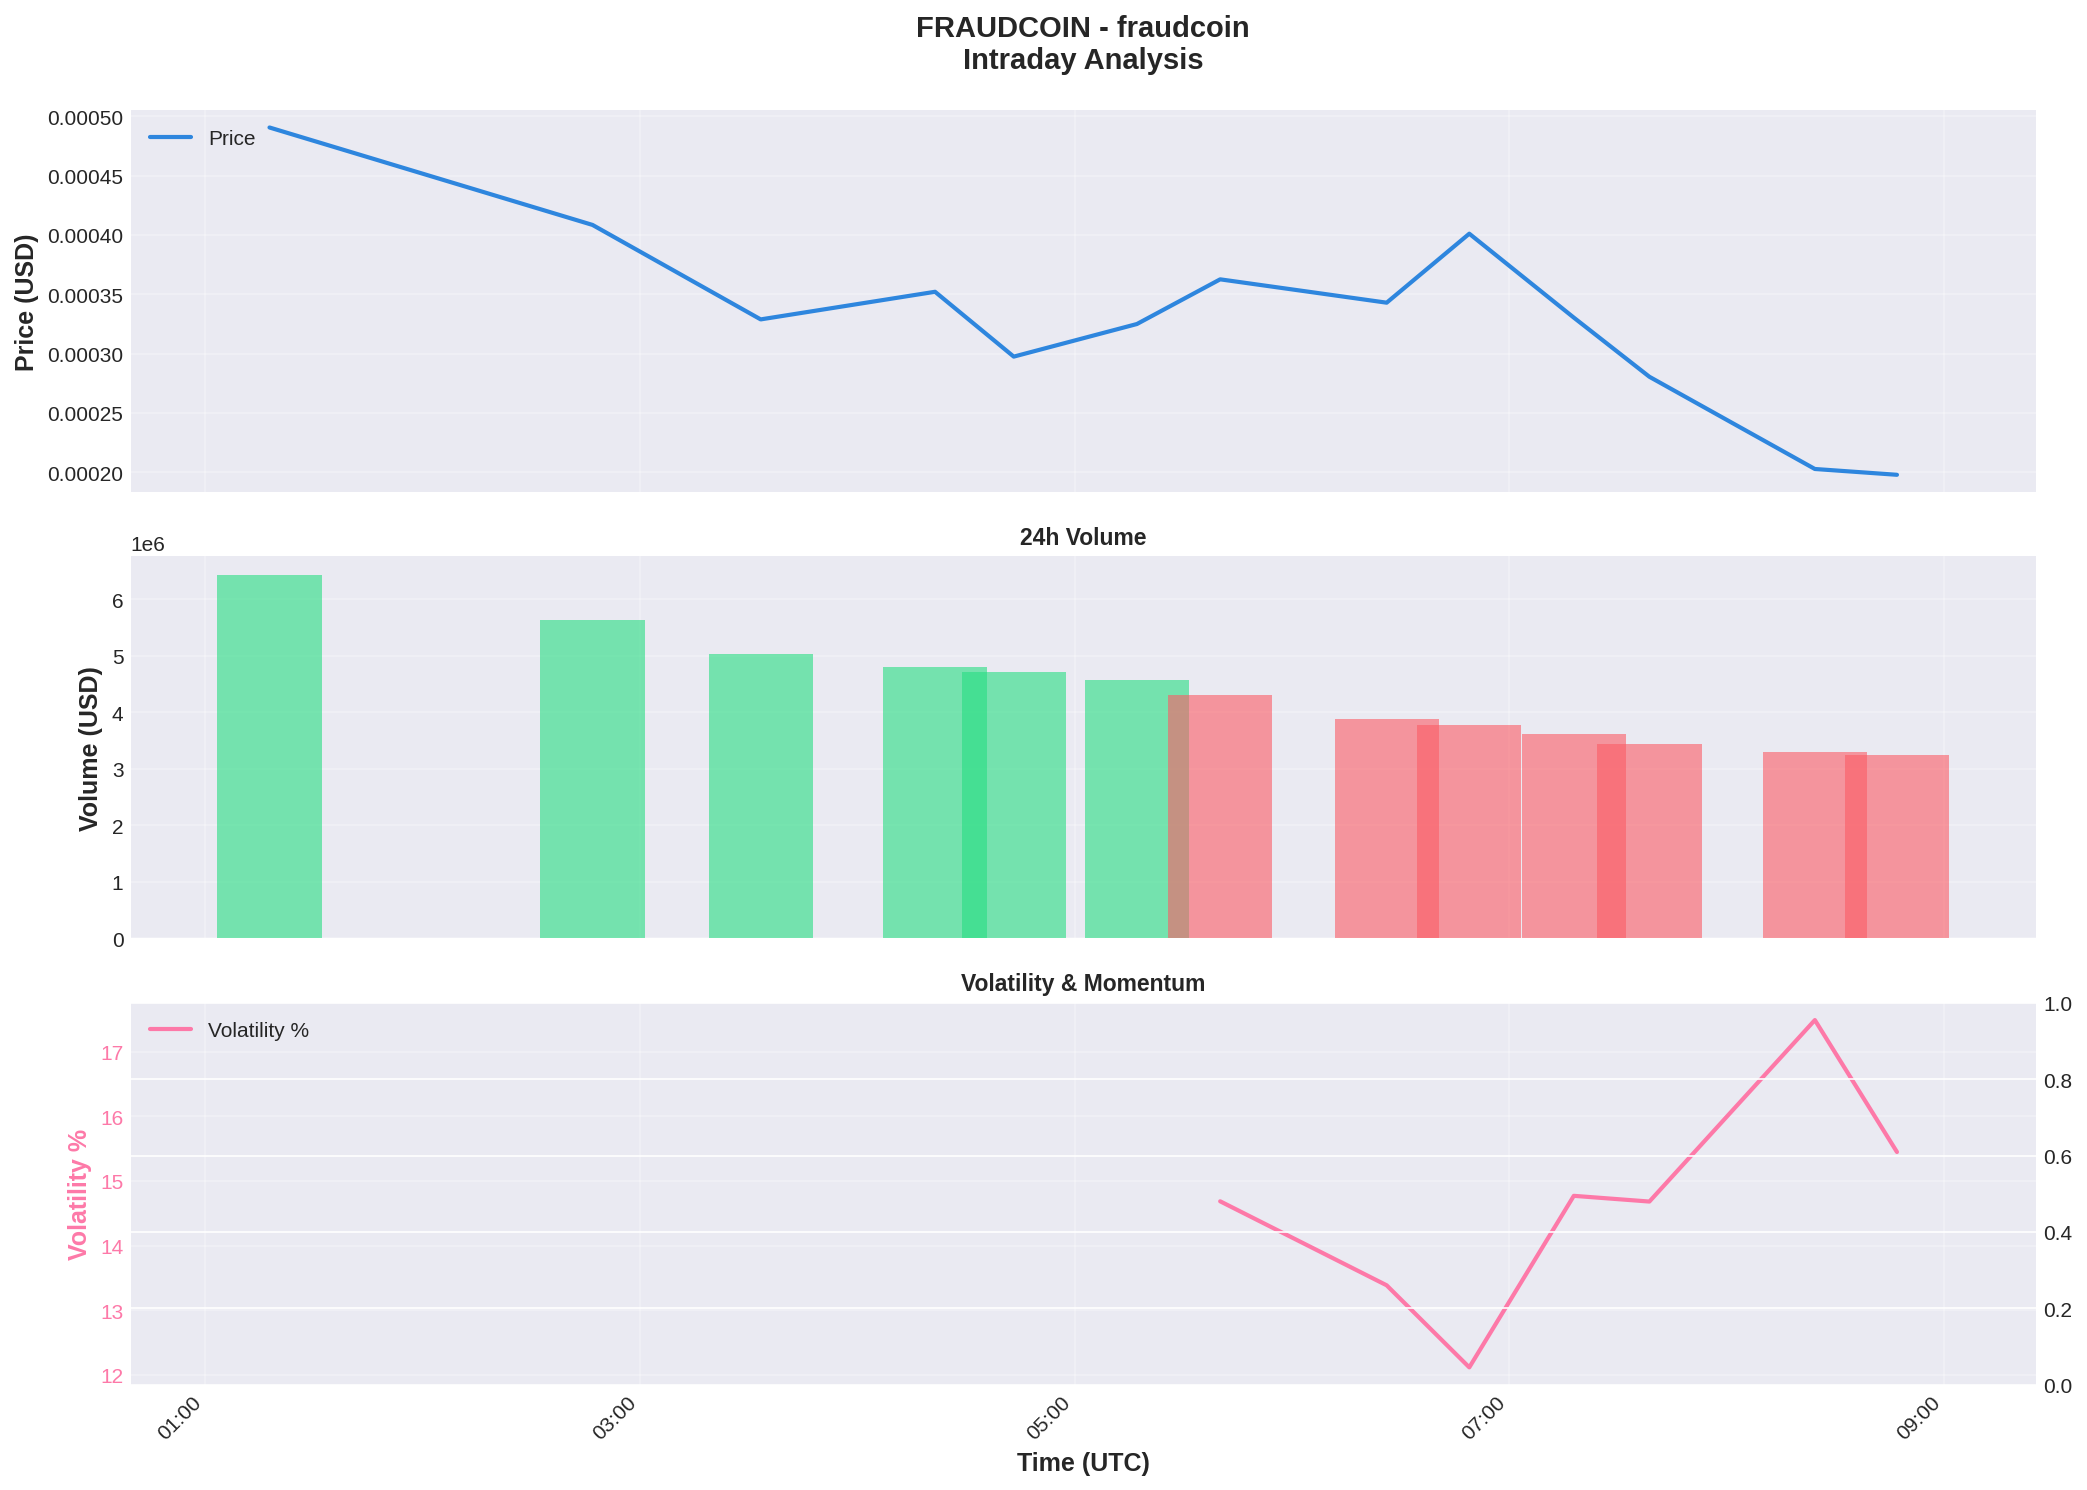 FRAUDCOIN - fraudcoin
Intraday Analysis
Price
0.00050
0.00045
0.00040
0.00035
0.00030
0.00025
0.00020
Price (USD)
24h Volume
1e6
6
5
4
3
2
1
0
Volume (USD)
Volatility & Momentum
Volatility %
17
16
15
14
13
12
Volatility %
1.0
0.8
0.6
0.4
0.2
0.0
01:00
03:00
05:00
07:00
09:00
Time (UTC)